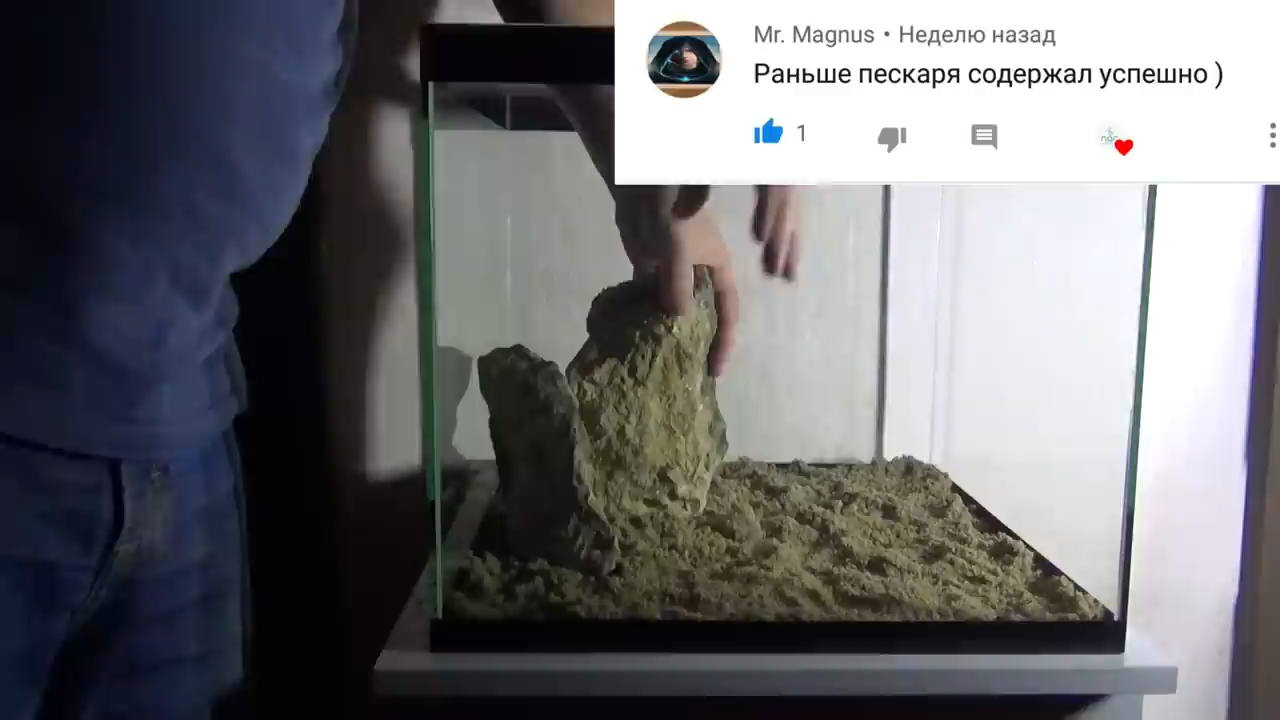 Mr. Magnus • Неделю назад
Раньше пескаря содержал успешно )
1